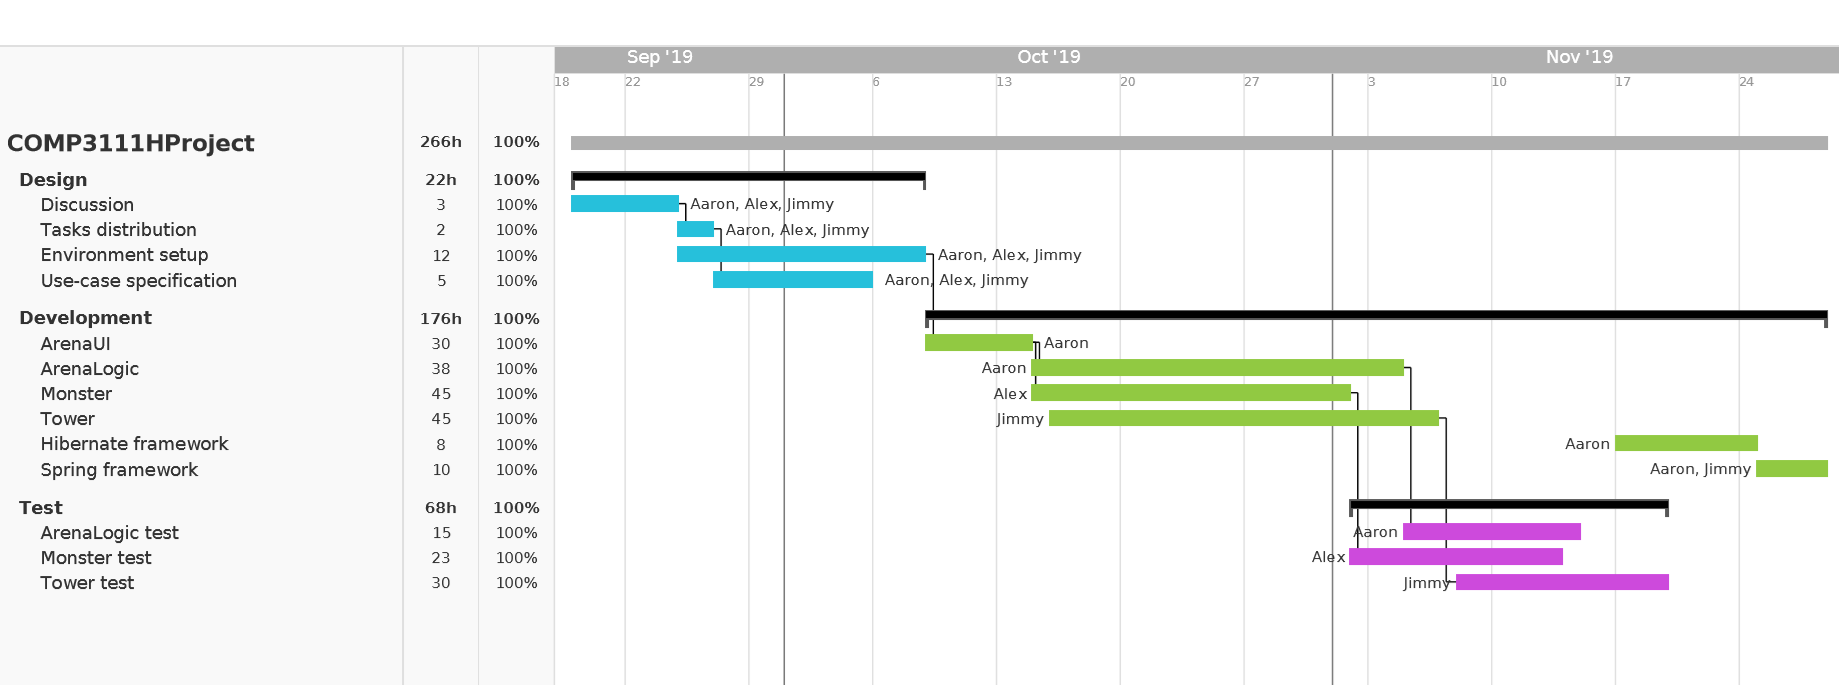 Sep '19 Oct '19 Nov '19
18 22 29 6 13 20 27 3 10 17 24
COMP3111HProject 266h 100%
Design 22h 100%
Discussion 3 100% Aaron, Alex, Jimmy
Tasks distribution 2 100% Aaron, Alex, Jimmy
Environment setup 12 100% Aaron, Alex, Jimmy
Use-case specification 5 100% Aaron, Alex, Jimmy
Development 176h 100%
ArenaUI 30 100% Aaron
ArenaLogic 38 100% Aaron
Monster 45 100% Alex
Tower 45 100% Jimmy
Hibernate framework 8 100% Aaron
Spring framework 10 100% Aaron, Jimmy
Test 68h 100%
ArenaLogic test 15 100% Aaron
Monster test 23 100% Alex
Tower test 30 100% Jimmy